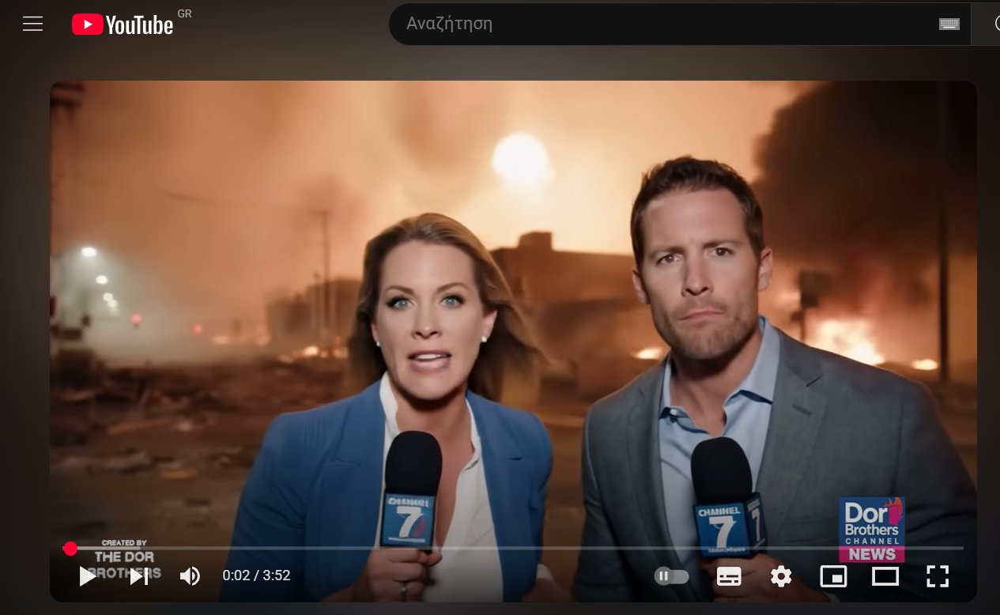 YouTube GR
Αναζήτηση
CHANNEL
7
CHANNEL
7
7
Dor
Brothers
CHANNEL
NEWS
CREATED BY
THE DOR
BROTHERS
0:02 / 3:52